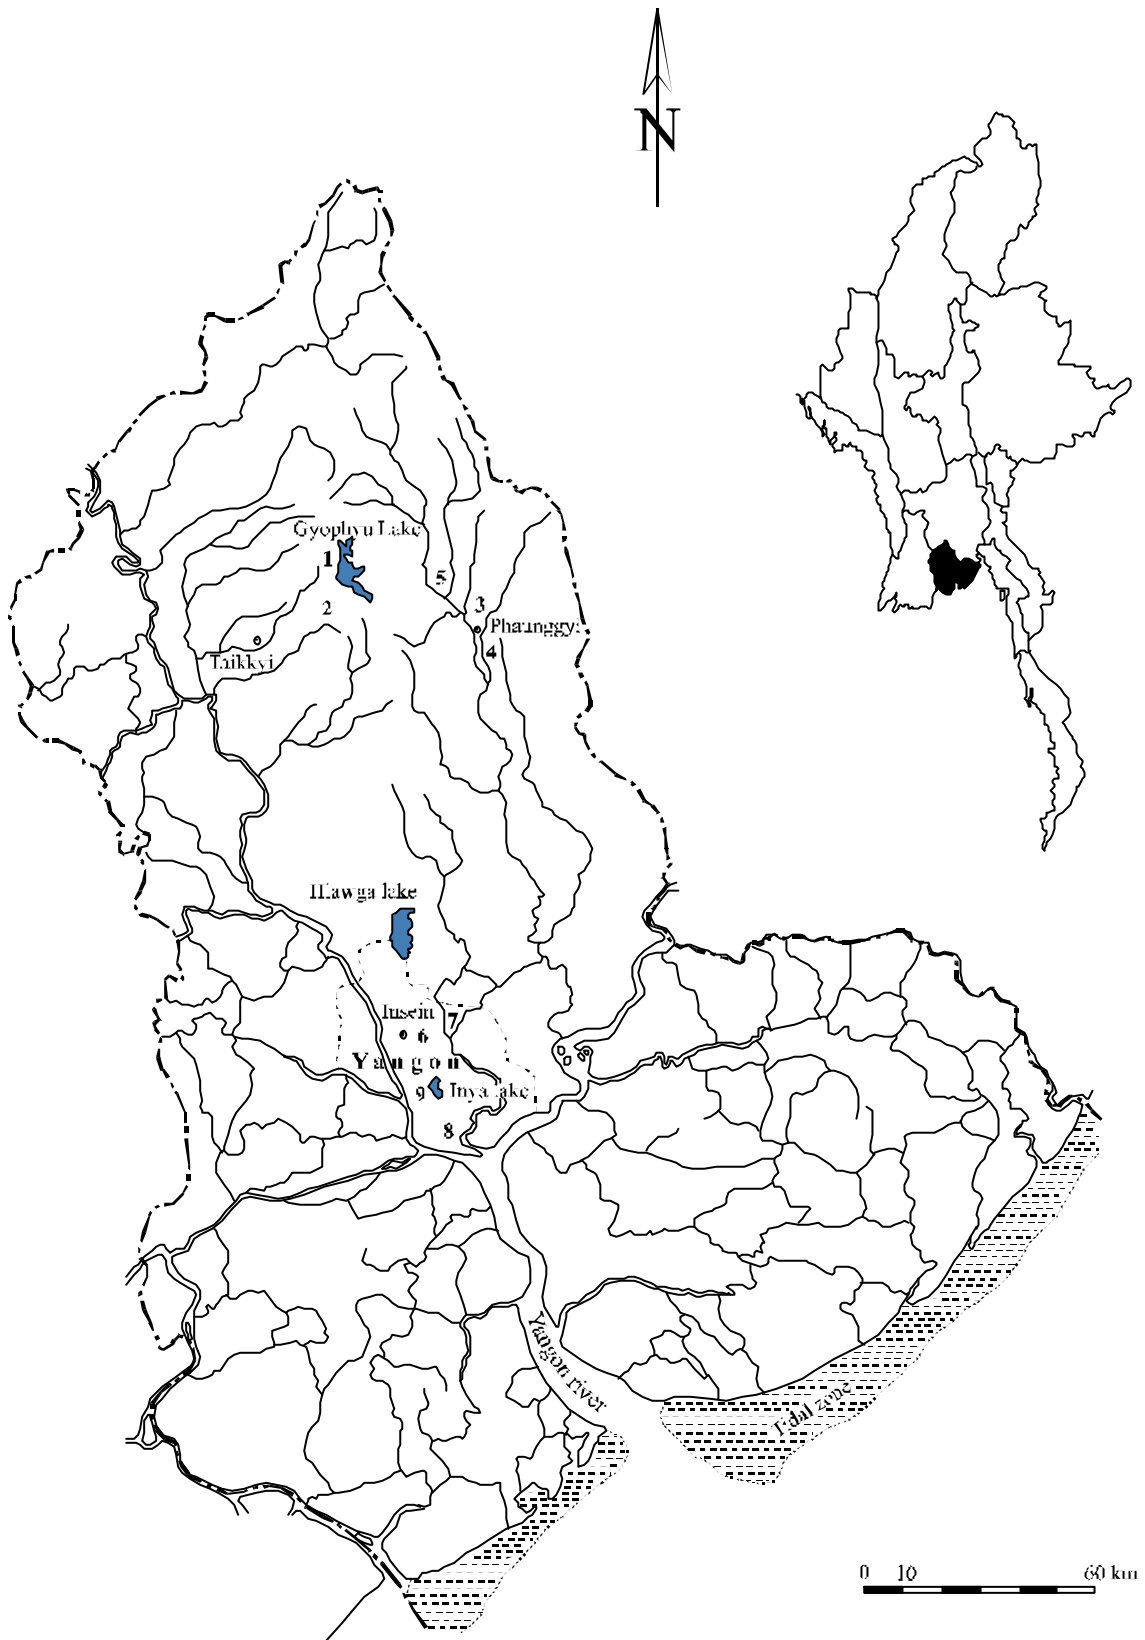 N
Gyophyu Lake
1
5
2
3
Phaunggyi
4
Taikkyi
Hlawga lake
Insein
7
6
Yangon
9
Inya lake
8
Yangon river
Tidal zone
0 10 60 km